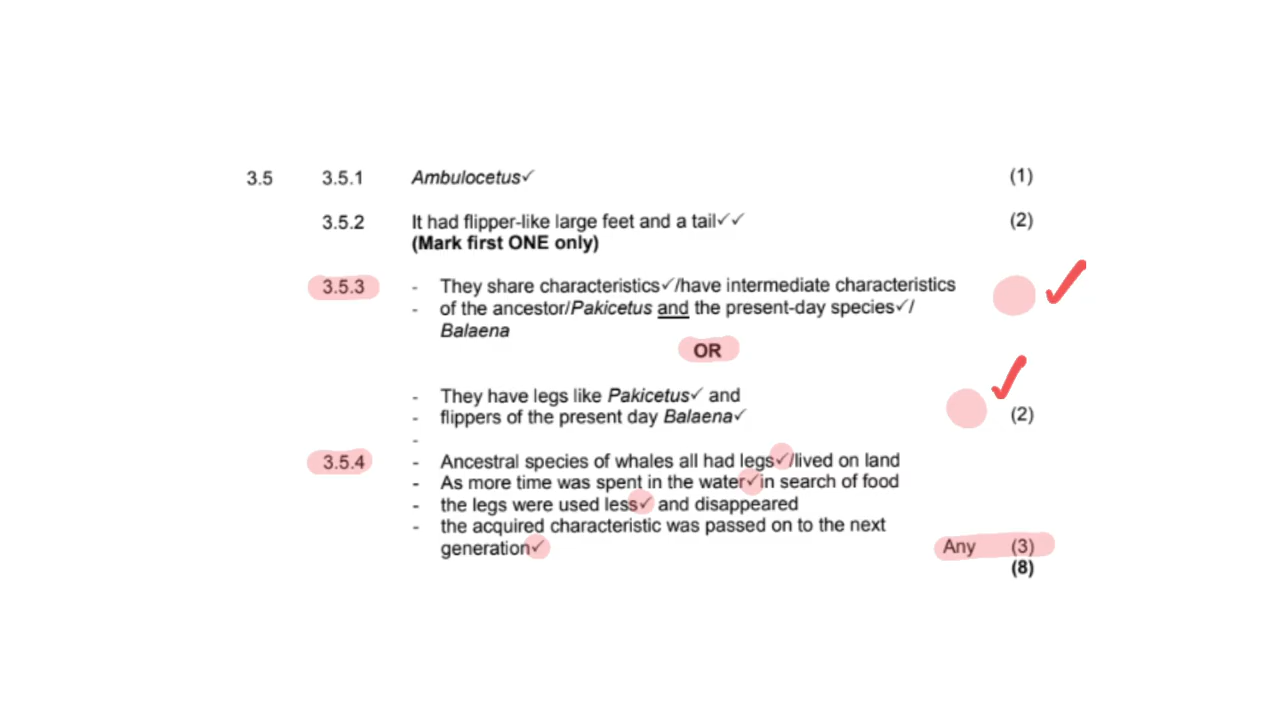 3.5 3.5.1 Ambulocetus✓ (1)
3.5.2 It had flipper-like large feet and a tail✓✓ (2)
(Mark first ONE only)
3.5.3 - They share characteristics✓/have intermediate characteristics
- of the ancestor/Pakicetus and the present-day species✓/
Balaena
OR
- They have legs like Pakicetus✓ and
- flippers of the present day Balaena✓ (2)
-
3.5.4 - Ancestral species of whales all had legs✓/lived on land
- As more time was spent in the water✓in search of food
- the legs were used less✓ and disappeared
- the acquired characteristic was passed on to the next
generation✓ Any (3)
(8)